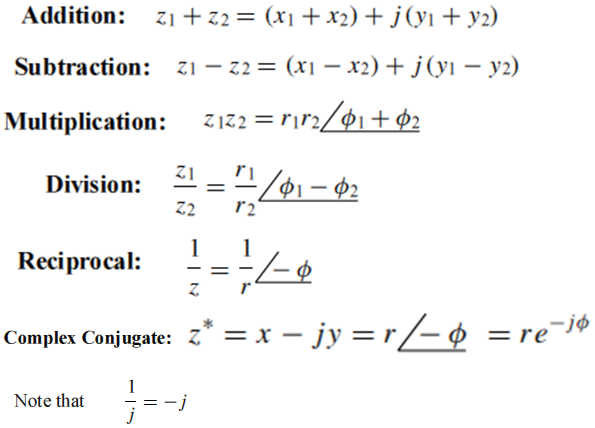 Addition: z1 + z2 = (x1 + x2) + j(y1 + y2)
Subtraction: z1 − z2 = (x1 − x2) + j(y1 − y2)
Multiplication: z1z2 = r1r2∠ϕ1 + ϕ2
Division: z1/z2 = r1/r2 ∠ϕ1 − ϕ2
Reciprocal: 1/z = 1/r ∠−ϕ
Complex Conjugate: z* = x − jy = r∠−ϕ = re^−jϕ
Note that 1/j = −j